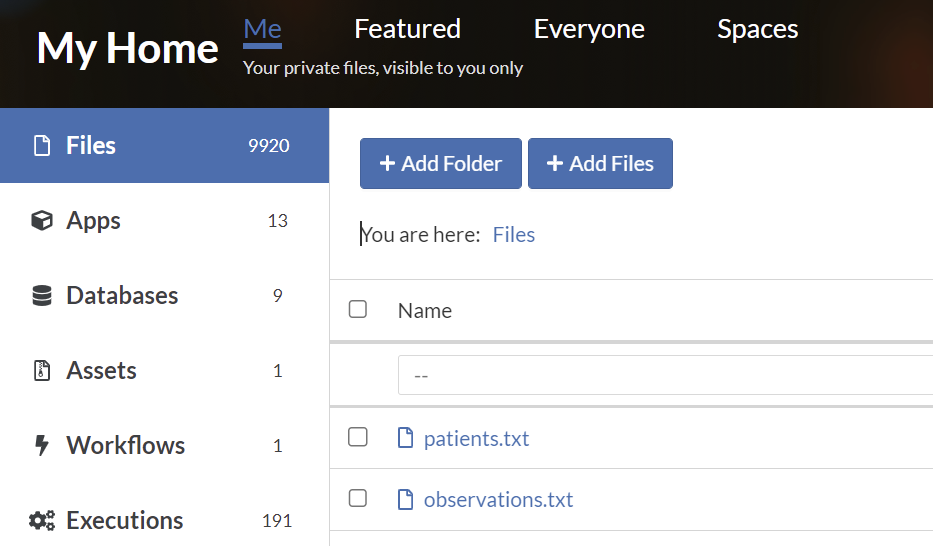 My Home
Me Featured Everyone Spaces
Your private files, visible to you only
Files 9920
Apps 13
Databases 9
Assets 1
Workflows 1
Executions 191
+ Add Folder + Add Files
You are here: Files
Name
--
patients.txt
observations.txt